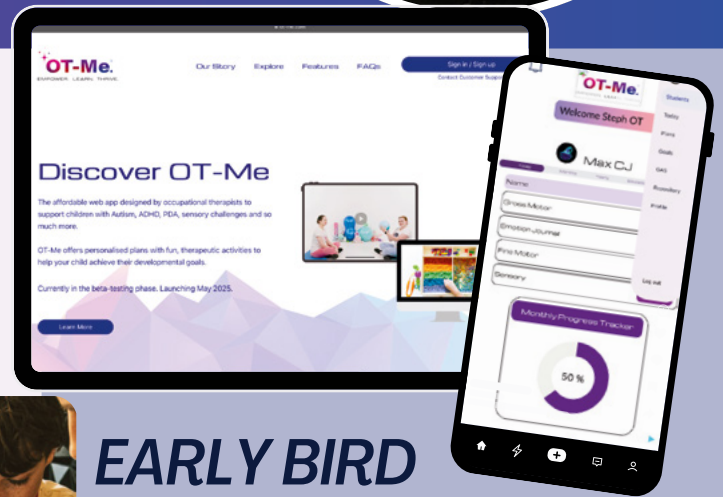 OT-Me.
EMPOWER. LEARN. THRIVE.
Our Story
Explore
Features
FAQs
Sign in / Sign up
Contact Customer Support
Discover OT-Me
The affordable web app designed by occupational therapists to
support children with Autism, ADHD, PDA, sensory challenges and so
much more.
OT-Me offers personalised plans with fun, therapeutic activities to
help your child achieve their developmental goals.
Currently in the beta-testing phase. Launching May 2025.
Learn More
OT-Me.
Welcome Steph OT
Max CJ
Name
Gross Motor
Emotion Journal
Fine Motor
Sensory
Students
Today
Plans
Goals
GAS
Repository
Profile
Log out
Monthly Progress Tracker
50 %
EARLY BIRD